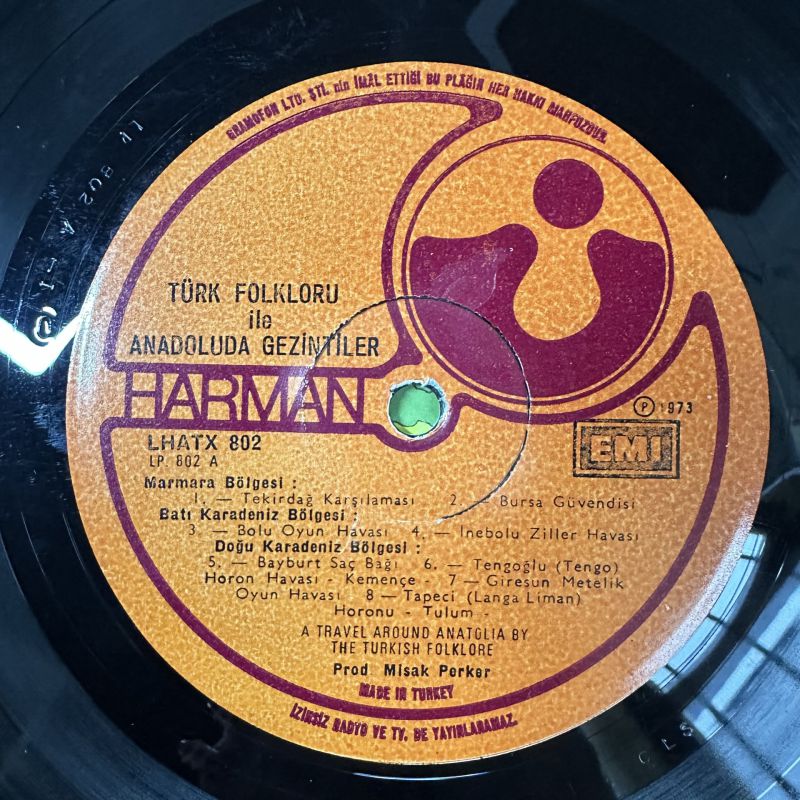 GRAMOFON LTD. ŞTİ. nin İMAL ETTİĞİ BU PLAĞIN HER HAKKI MAHFUZDUR.
TÜRK FOLKLORU
ile
ANADOLUDA GEZİNTİLER
HARMAN
LHATX 802
LP. 802 A
℗ 1973
EMI
Marmara Bölgesi :
1. — Tekirdağ Karşılaması 2. — Bursa Güvendisi
Batı Karadeniz Bölgesi :
3. — Bolu Oyun Havası 4. — İnebolu Ziller Havası
Doğu Karadeniz Bölgesi :
5. — Bayburt Saç Bağı 6. — Tengoğlu (Tengo)
Horon Havası - Kemençe - 7 — Giresun Metelik
Oyun Havası 8 — Tapeci (Langa Liman)
Horonu - Tulum -
A TRAVEL AROUND ANATOLIA BY
THE TURKISH FOLKLORE
Prod Misak Perker
MADE IN TURKEY
İZİNSİZ RADYO VE TV. DE YAYINLANAMAZ.
LP 802 A-1